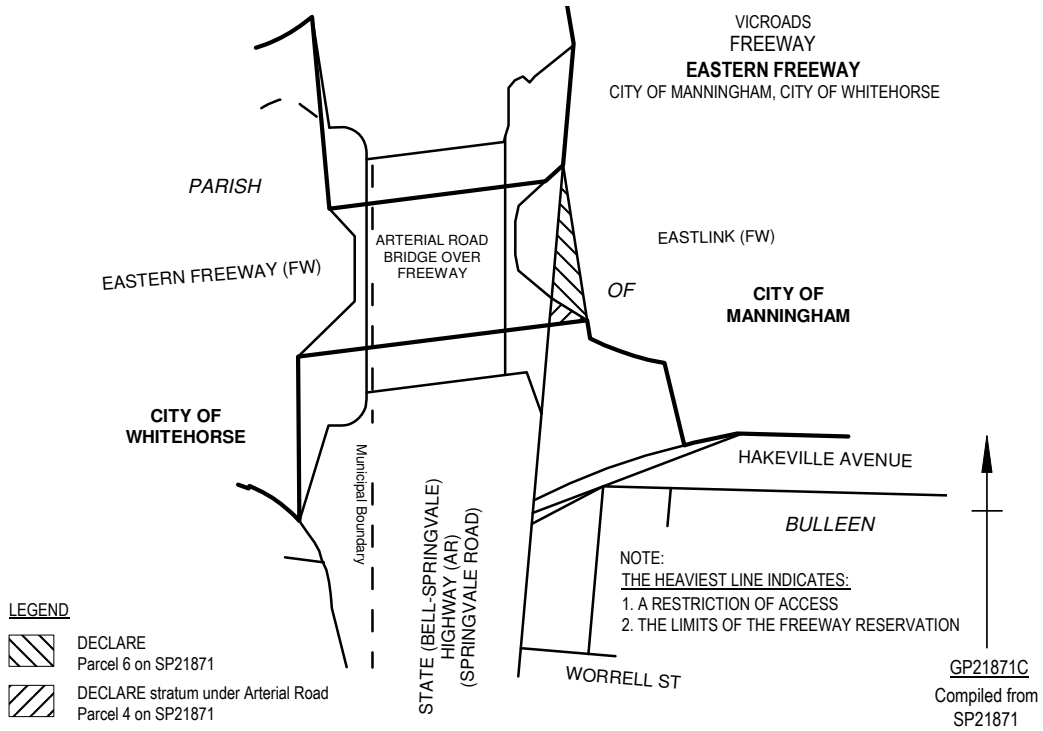 VICROADS
FREEWAY
EASTERN FREEWAY
CITY OF MANNINGHAM, CITY OF WHITEHORSE
PARISH
ARTERIAL ROAD
BRIDGE OVER
FREEWAY
EASTLINK (FW)
EASTERN FREEWAY (FW)
OF
CITY OF
MANNINGHAM
CITY OF
WHITEHORSE
Municipal Boundary
STATE (BELL-SPRINGVALE)
HIGHWAY (AR)
(SPRINGVALE ROAD)
HAKEVILLE AVENUE
BULLEEN
NOTE:
THE HEAVIEST LINE INDICATES:
1. A RESTRICTION OF ACCESS
2. THE LIMITS OF THE FREEWAY RESERVATION
WORRELL ST
LEGEND
DECLARE
Parcel 6 on SP21871
DECLARE stratum under Arterial Road
Parcel 4 on SP21871
GP21871C
Compiled from
SP21871